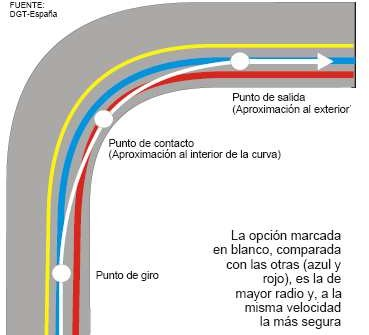 FUENTE:
DGT-España
Punto de salida
(Aproximación al exterior)
Punto de contacto
(Aproximación al interior de la curva)
Punto de giro
La opción marcada
en blanco, comparada
con las otras (azul y
rojo), es la de
mayor radio y, a la
misma velocidad
la más segura